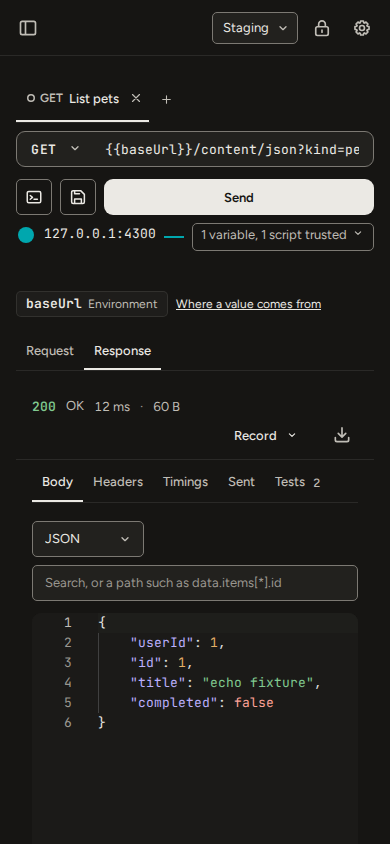 Staging
GET List pets
GET {{baseUrl}}/content/json?kind=pe
Send
127.0.0.1:4300 1 variable, 1 script trusted
baseUrl Environment Where a value comes from
Request Response
200 OK 12 ms · 60 B
Record
Body Headers Timings Sent Tests 2
JSON
Search, or a path such as data.items[*].id
1 {
2 "userId": 1,
3 "id": 1,
4 "title": "echo fixture",
5 "completed": false
6 }